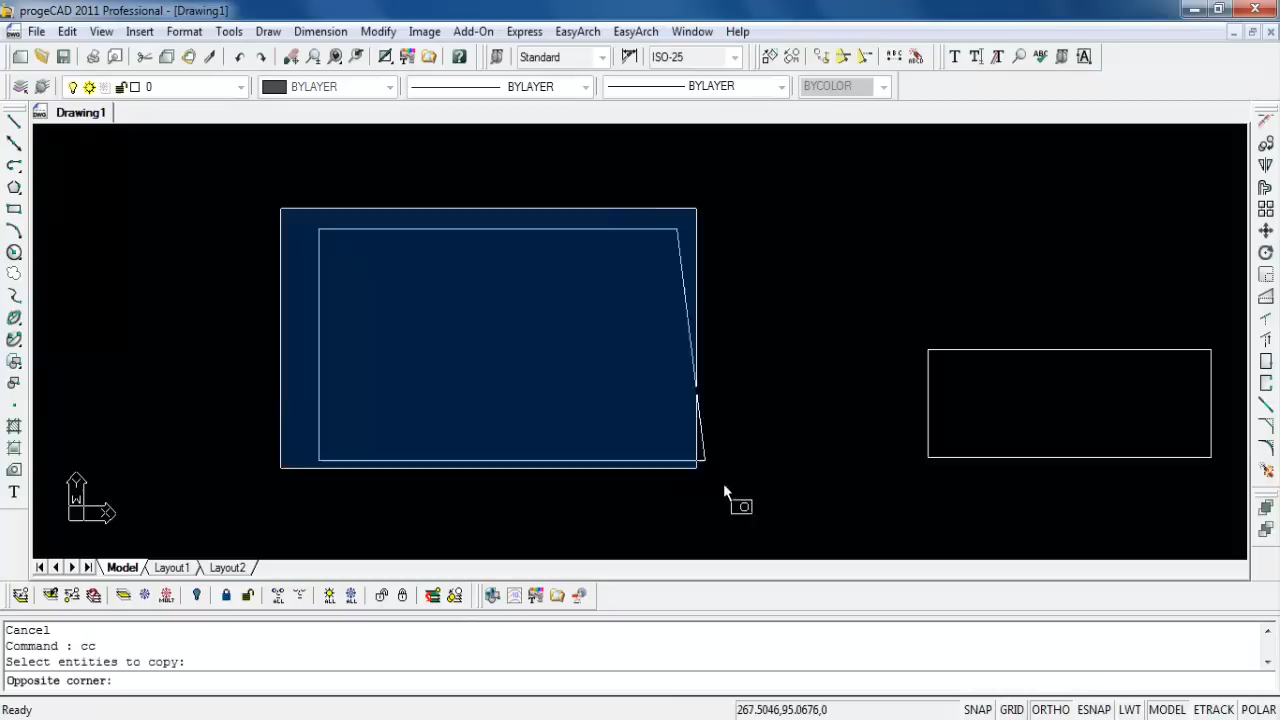 progeCAD 2011 Professional - [Drawing1]
File Edit View Insert Format Tools Draw Dimension Modify Image Add-On Express EasyArch EasyArch Window Help
Standard ISO-25
0 BYLAYER BYLAYER BYLAYER BYCOLOR
Drawing1
Y
W
X
Model Layout1 Layout2
Cancel
Command : cc
Select entities to copy:
Opposite corner:
Ready 267.5046,95.0676,0 SNAP GRID ORTHO ESNAP LWT MODEL ETRACK POLAR